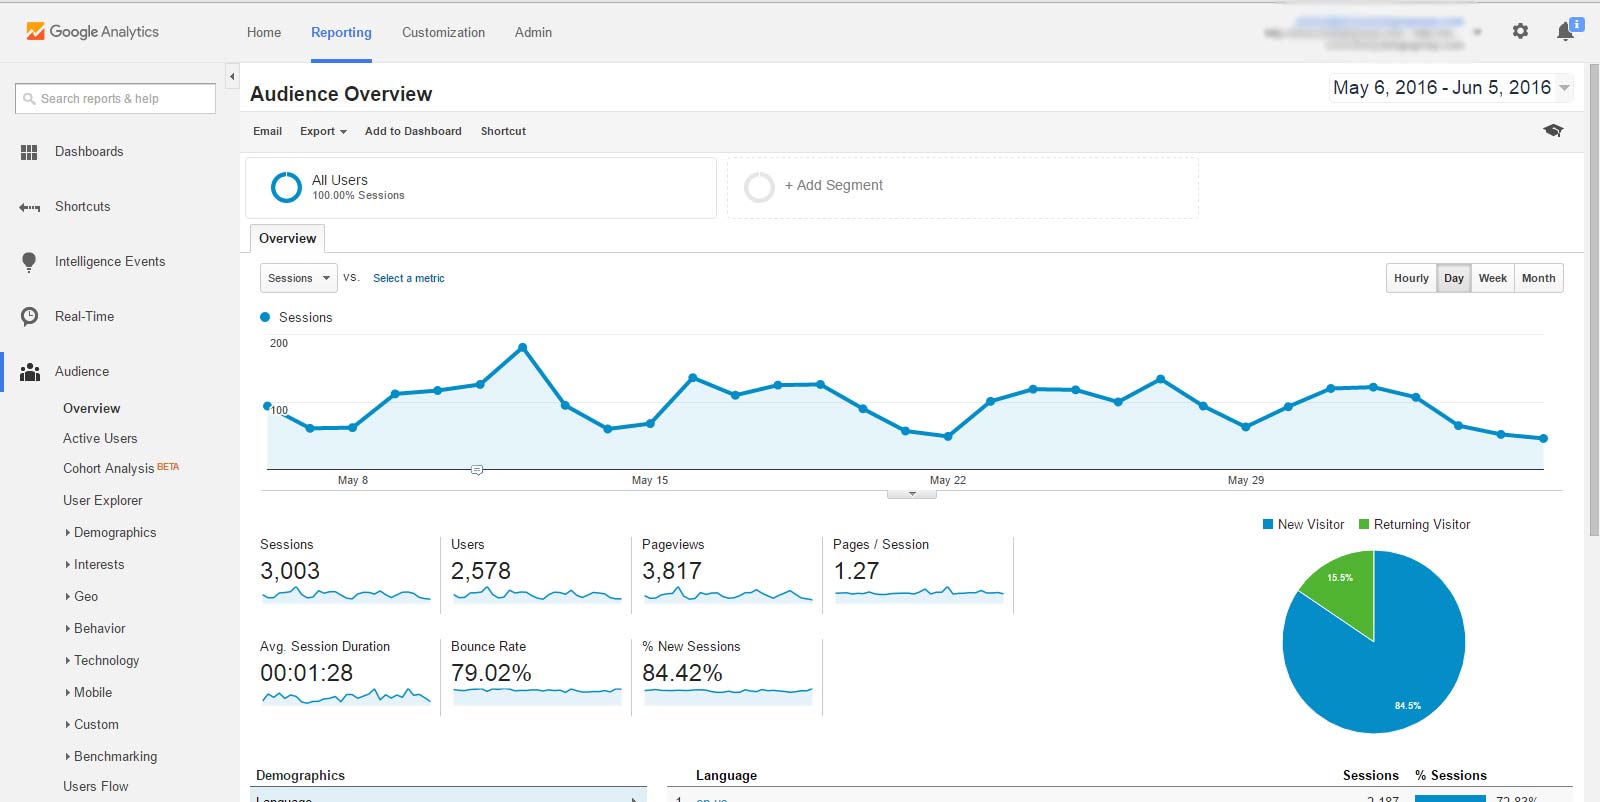 Google Analytics
Home Reporting Customization Admin
i
Search reports & help
Audience Overview
May 6, 2016 - Jun 5, 2016
Email Export Add to Dashboard Shortcut
Dashboards
Shortcuts
Intelligence Events
Real-Time
Audience
Overview
Active Users
Cohort Analysis BETA
User Explorer
Demographics
Interests
Geo
Behavior
Technology
Mobile
Custom
Benchmarking
Users Flow
All Users
100.00% Sessions
+ Add Segment
Overview
Sessions VS. Select a metric
Hourly Day Week Month
Sessions
200
100
May 8 May 15 May 22 May 29
Sessions
3,003
Users
2,578
Pageviews
3,817
Pages / Session
1.27
Avg. Session Duration
00:01:28
Bounce Rate
79.02%
% New Sessions
84.42%
New Visitor Returning Visitor
15.5%
84.5%
Demographics
Language
Language Sessions % Sessions
1. en-us 2,187 72.83%